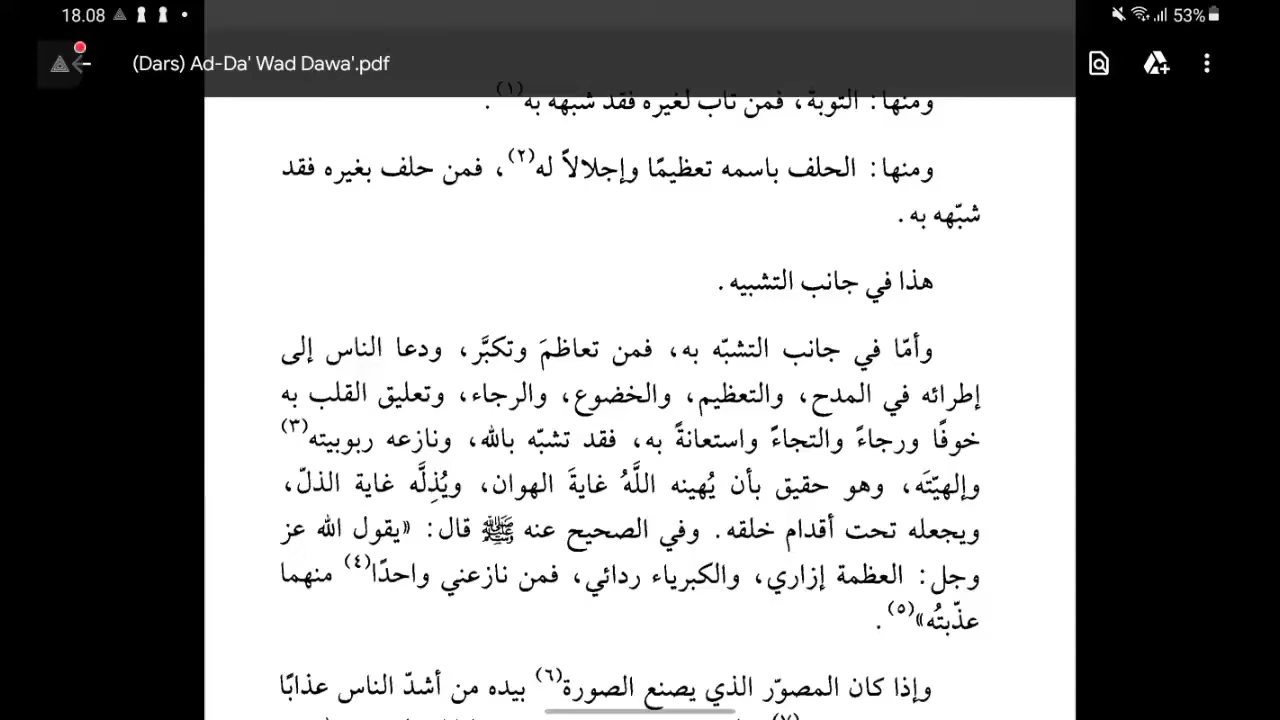 18.08
53%
(Dars) Ad-Da' Wad Dawa'.pdf
ومنها: التوبة، فمن تاب لغيره فقد شبهه به(١).
ومنها: الحلف باسمه تعظيمًا وإجلالاً له(٢)، فمن حلف بغيره فقد
شبّهه به.
هذا في جانب التشبيه.
وأمّا في جانب التشبّه به، فمن تعاظمَ وتكبَّر، ودعا الناس إلى
إطرائه في المدح، والتعظيم، والخضوع، والرجاء، وتعليق القلب به
خوفًا ورجاءً والتجاءً واستعانةً به، فقد تشبّه بالله، ونازعه ربوبيته(٣)
وإلهيّتَه، وهو حقيق بأن يُهينه اللَّهُ غايةَ الهوان، ويُذِلَّه غاية الذلّ،
ويجعله تحت أقدام خلقه. وفي الصحيح عنه ﷺ قال: «يقول الله عز
وجل: العظمة إزاري، والكبرياء ردائي، فمن نازعني واحدًا(٤) منهما
عذّبتُه»(٥).
وإذا كان المصوّر الذي يصنع الصورة(٦) بيده من أشدّ الناس عذابًا